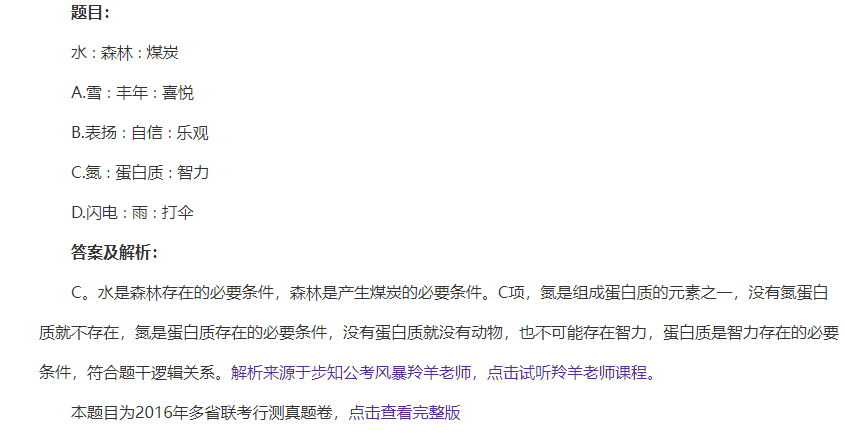 题目：
水 : 森林 : 煤炭
A.雪 : 丰年 : 喜悦
B.表扬 : 自信 : 乐观
C.氮 : 蛋白质 : 智力
D.闪电 : 雨 : 打伞
答案及解析：
C。水是森林存在的必要条件，森林是产生煤炭的必要条件。C项，氮是组成蛋白质的元素之一，没有氮蛋白
质就不存在，氮是蛋白质存在的必要条件，没有蛋白质就没有动物，也不可能存在智力，蛋白质是智力存在的必要
条件，符合题干逻辑关系。解析来源于步知公考风暴羚羊老师，点击试听羚羊老师课程。
本题目为2016年多省联考行测真题卷，点击查看完整版